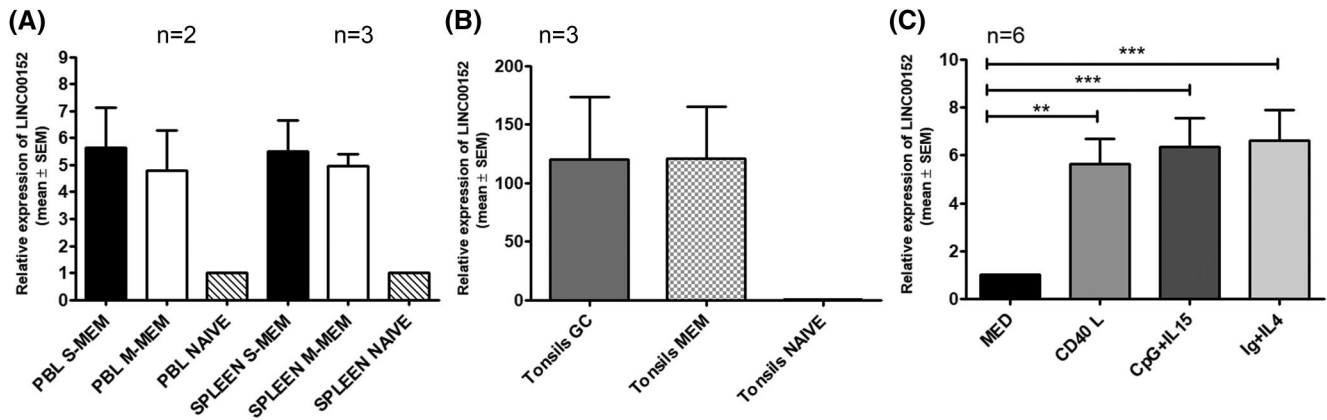 (A)
n=2
n=3
Relative expression of LINC00152
(mean ± SEM)
9
8
7
6
5
4
3
2
1
0
PBL S-MEM
PBL M-MEM
PBL NAIVE
SPLEEN S-MEM
SPLEEN M-MEM
SPLEEN NAIVE
(B)
n=3
Relative expression of LINC00152
(mean ± SEM)
200
150
100
50
0
Tonsils GC
Tonsils MEM
Tonsils NAIVE
(C)
n=6
Relative expression of LINC00152
(mean ± SEM)
10
8
6
4
2
0
***
***
**
MED
CD40 L
CpG+IL15
Ig+IL4